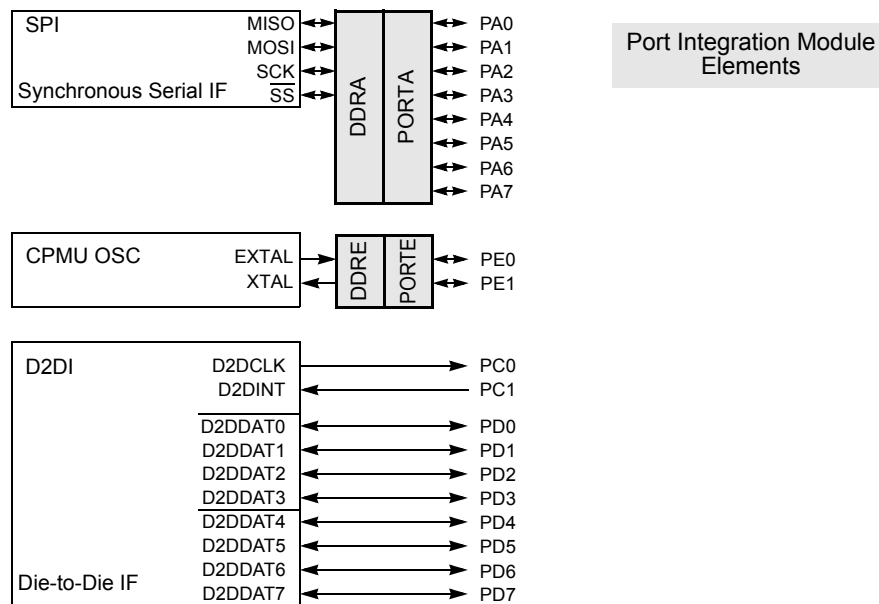 SPI
MISO
PA0
MOSI
PA1
SCK
PA2
Synchronous Serial IF
SS
PA3
DDRA
PORTA
PA4
PA5
PA6
PA7
Port Integration Module
Elements
CPMU OSC
EXTAL
XTAL
DDRE
PORTE
PE0
PE1
D2DI
D2DCLK
PC0
D2DINT
PC1
D2DDAT0
PD0
D2DDAT1
PD1
D2DDAT2
PD2
D2DDAT3
PD3
D2DDAT4
PD4
D2DDAT5
PD5
D2DDAT6
PD6
Die-to-Die IF
D2DDAT7
PD7